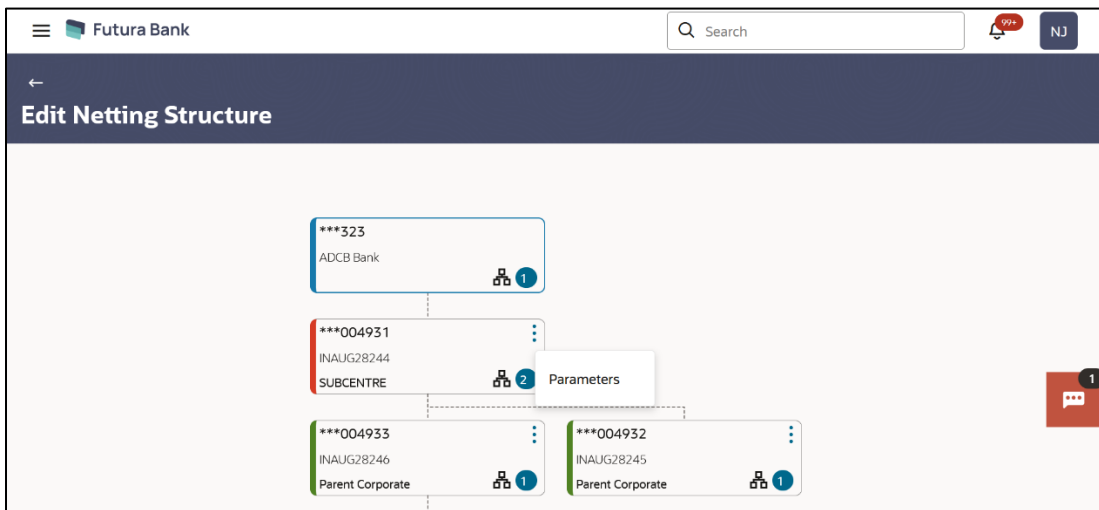 Futura Bank
Search
99+
NJ
Edit Netting Structure
***323
ADCB Bank
1
***004931
INAUG28244
SUBCENTRE
2
Parameters
1
***004933
INAUG28246
Parent Corporate
1
***004932
INAUG28245
Parent Corporate
1